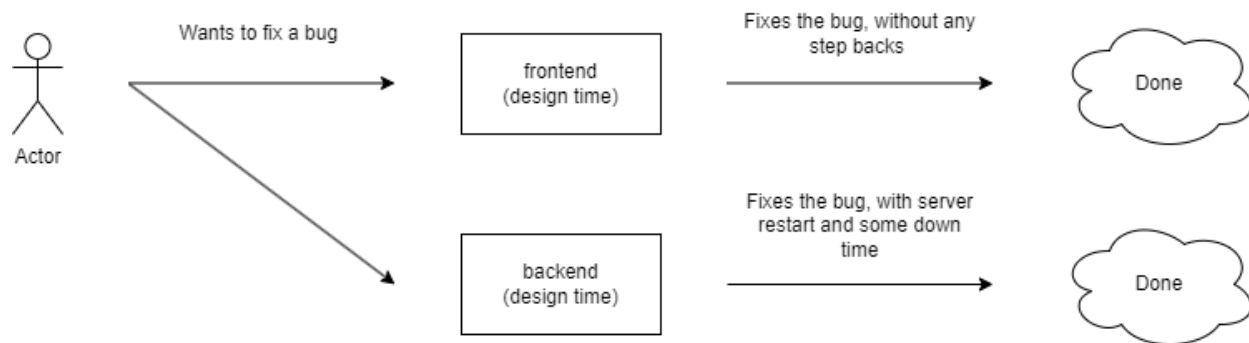 Wants to fix a bug
Fixes the bug, without any
step backs
frontend
(design time)
Done
Actor
Fixes the bug, with server
restart and some down
time
backend
(design time)
Done